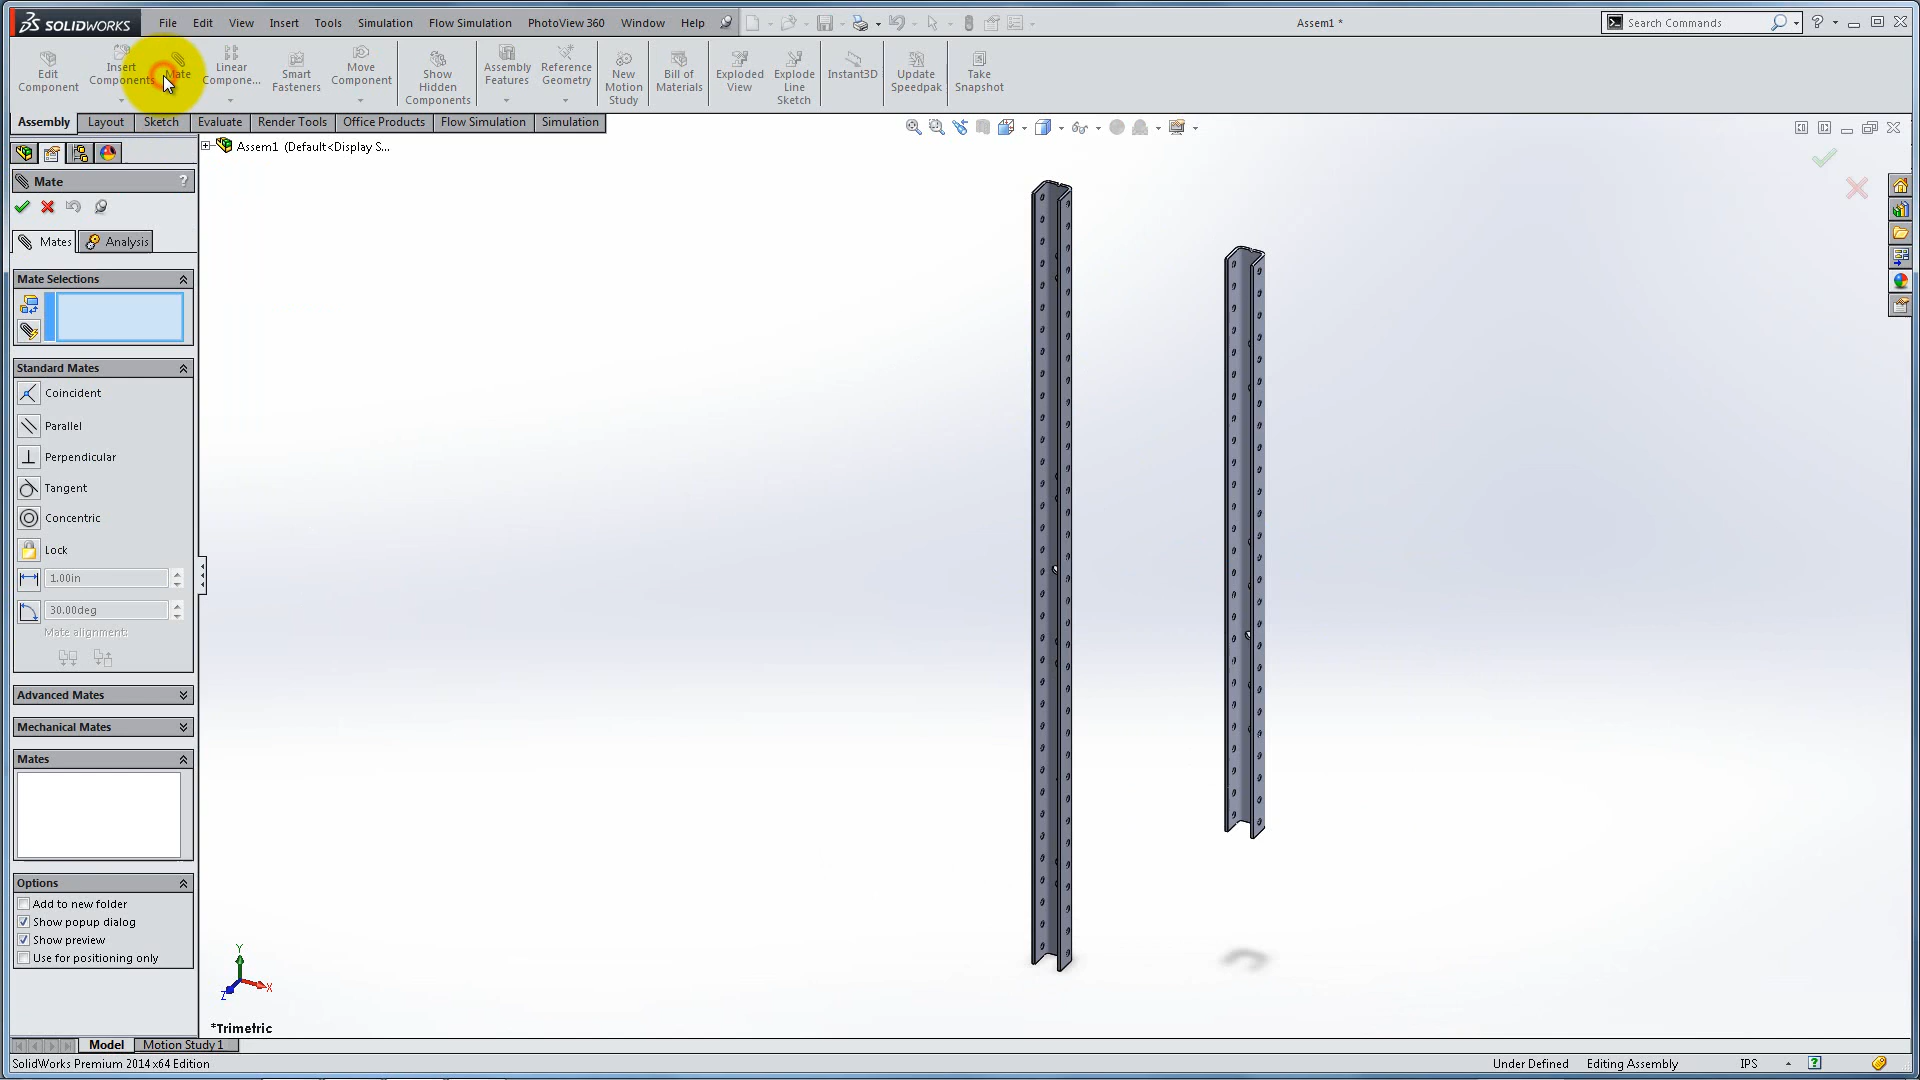 SOLIDWORKS File Edit View Insert Tools Simulation Flow Simulation PhotoView 360 Window Help Assem1 * Search Commands
Edit Component
Insert Components
Mate
Linear Compone...
Smart Fasteners
Move Component
Show Hidden Components
Assembly Features
Reference Geometry
New Motion Study
Bill of Materials
Exploded View
Explode Line Sketch
Instant3D
Update Speedpak
Take Snapshot
Assembly Layout Sketch Evaluate Render Tools Office Products Flow Simulation Simulation
Assem1 (Default<Display S...
Mate ?
Mates Analysis
Mate Selections
Standard Mates
Coincident
Parallel
Perpendicular
Tangent
Concentric
Lock
1.00in
30.00deg
Mate alignment:
Advanced Mates
Mechanical Mates
Mates
Options
Add to new folder
Show popup dialog
Show preview
Use for positioning only
Y
X
Z
*Trimetric
Model Motion Study 1
SolidWorks Premium 2014 x64 Edition Under Defined Editing Assembly IPS